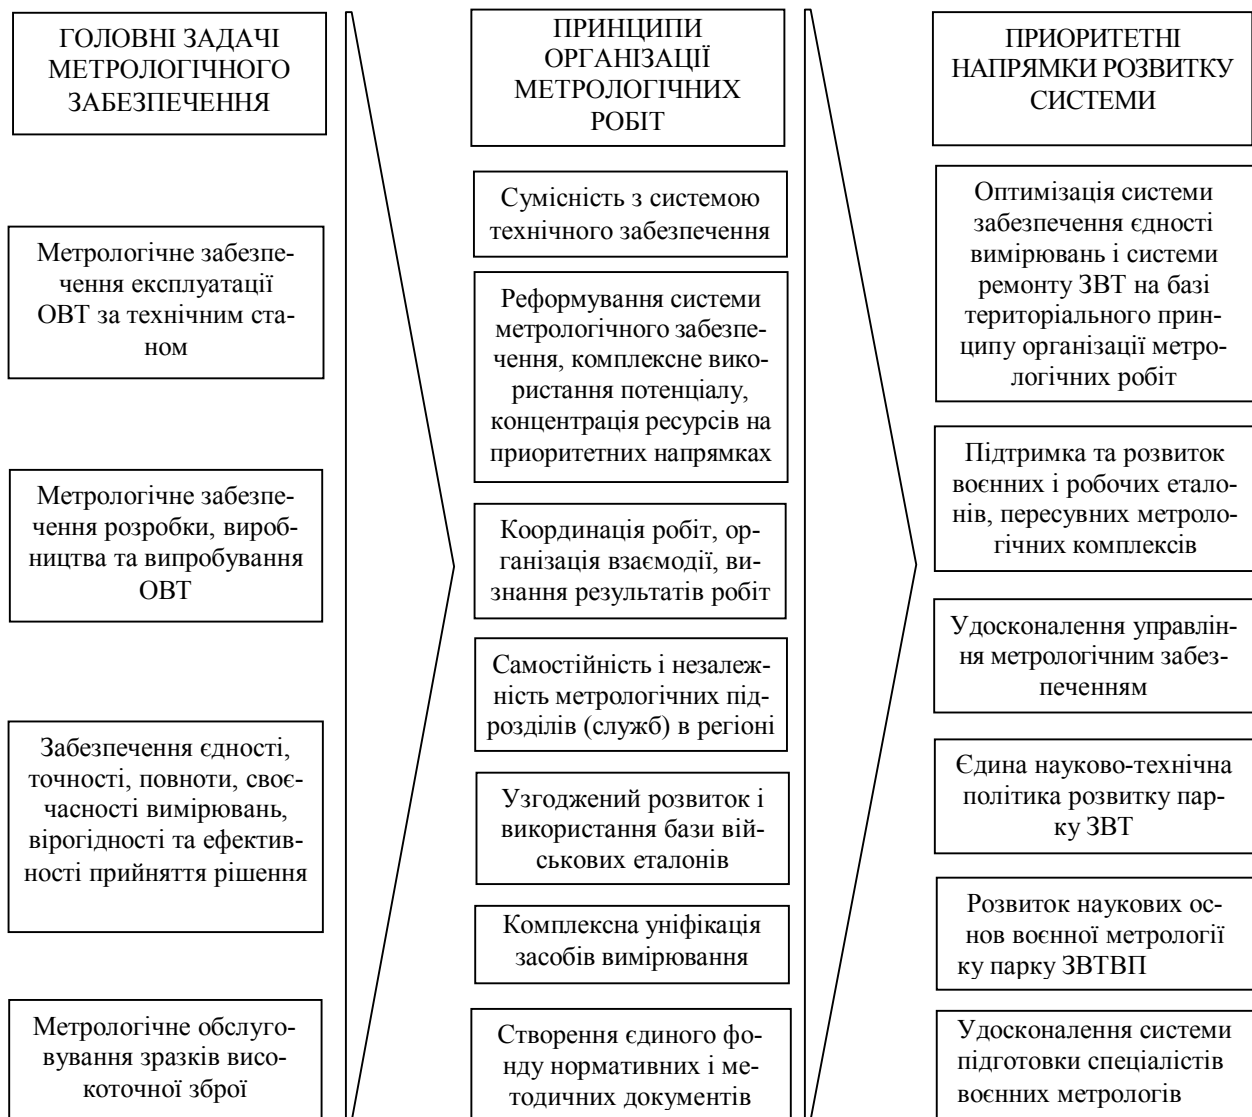 ГОЛОВНІ ЗАДАЧІ
МЕТРОЛОГІЧНОГО
ЗАБЕЗПЕЧЕННЯ
Метрологічне забезпе-
чення експлуатації
ОВТ за технічним ста-
ном
Метрологічне забезпе-
чення розробки, вироб-
ництва та випробування
ОВТ
Забезпечення єдності,
точності, повноти, своє-
часності вимірювань,
вірогідності та ефектив-
ності прийняття рішення
Метрологічне обслуго-
вування зразків висо-
коточної зброї
ПРИНЦИПИ
ОРГАНІЗАЦІЇ
МЕТРОЛОГІЧНИХ
РОБІТ
Сумісність з системою
технічного забезпечення
Реформування системи
метрологічного забезпе-
чення, комплексне вико-
ристання потенціалу,
концентрація ресурсів на
приоритетних напрямках
Координація робіт, ор-
ганізація взаємодії, ви-
знання результатів робіт
Самостійність і незалеж-
ність метрологічних під-
розділів (служб) в регіоні
Узгоджений розвиток і
використання бази вій-
ськових еталонів
Комплексна уніфікація
засобів вимірювання
Створення єдиного фо-
нду нормативних і ме-
тодичних документів
ПРИОРИТЕТНІ
НАПРЯМКИ РОЗВИТКУ
СИСТЕМИ
Оптимізація системи
забезпечення єдності
вимірювань і системи
ремонту ЗВТ на базі
територіального прин-
ципу організації метро-
логічних робіт
Підтримка та розвиток
воєнних і робочих етало-
нів, пересувних метроло-
гічних комплексів
Удосконалення управлін-
ня метрологічним забез-
печенням
Єдина науково-технічна
політика розвитку пар-
ку ЗВТ
Розвиток наукових ос-
нов воєнної метрології
ку парку ЗВТВП
Удосконалення системи
підготовки спеціалістів
воєнних метрологів